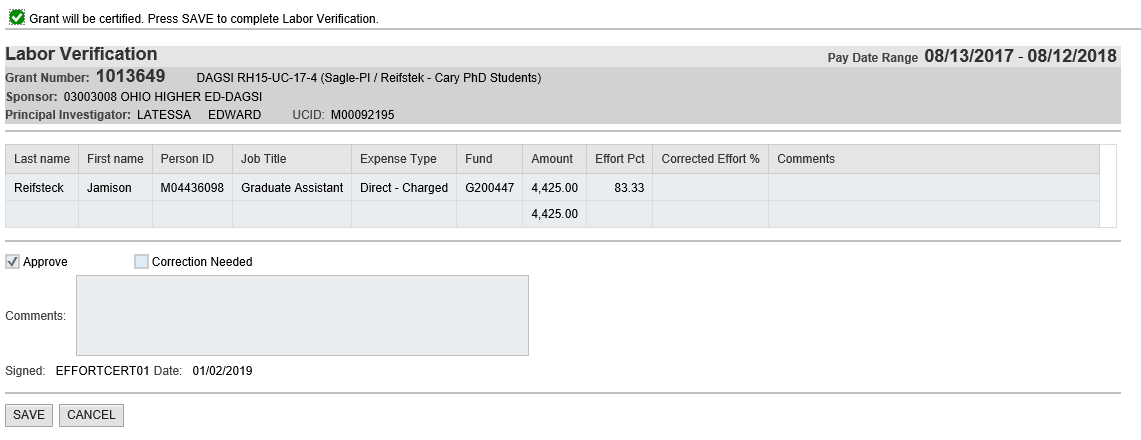 Grant will be certified. Press SAVE to complete Labor Verification.
Labor Verification Pay Date Range 08/13/2017 - 08/12/2018
Grant Number: 1013649 DAGSI RH15-UC-17-4 (Sagle-PI / Reifstek - Cary PhD Students)
Sponsor: 03003008 OHIO HIGHER ED-DAGSI
Principal Investigator: LATESSA EDWARD UCID: M00092195
Last name First name Person ID Job Title Expense Type Fund Amount Effort Pct Corrected Effort % Comments
Reifsteck Jamison M04436098 Graduate Assistant Direct - Charged G200447 4,425.00 83.33
4,425.00
Approve Correction Needed
Comments:
Signed: EFFORTCERT01 Date: 01/02/2019
SAVE CANCEL